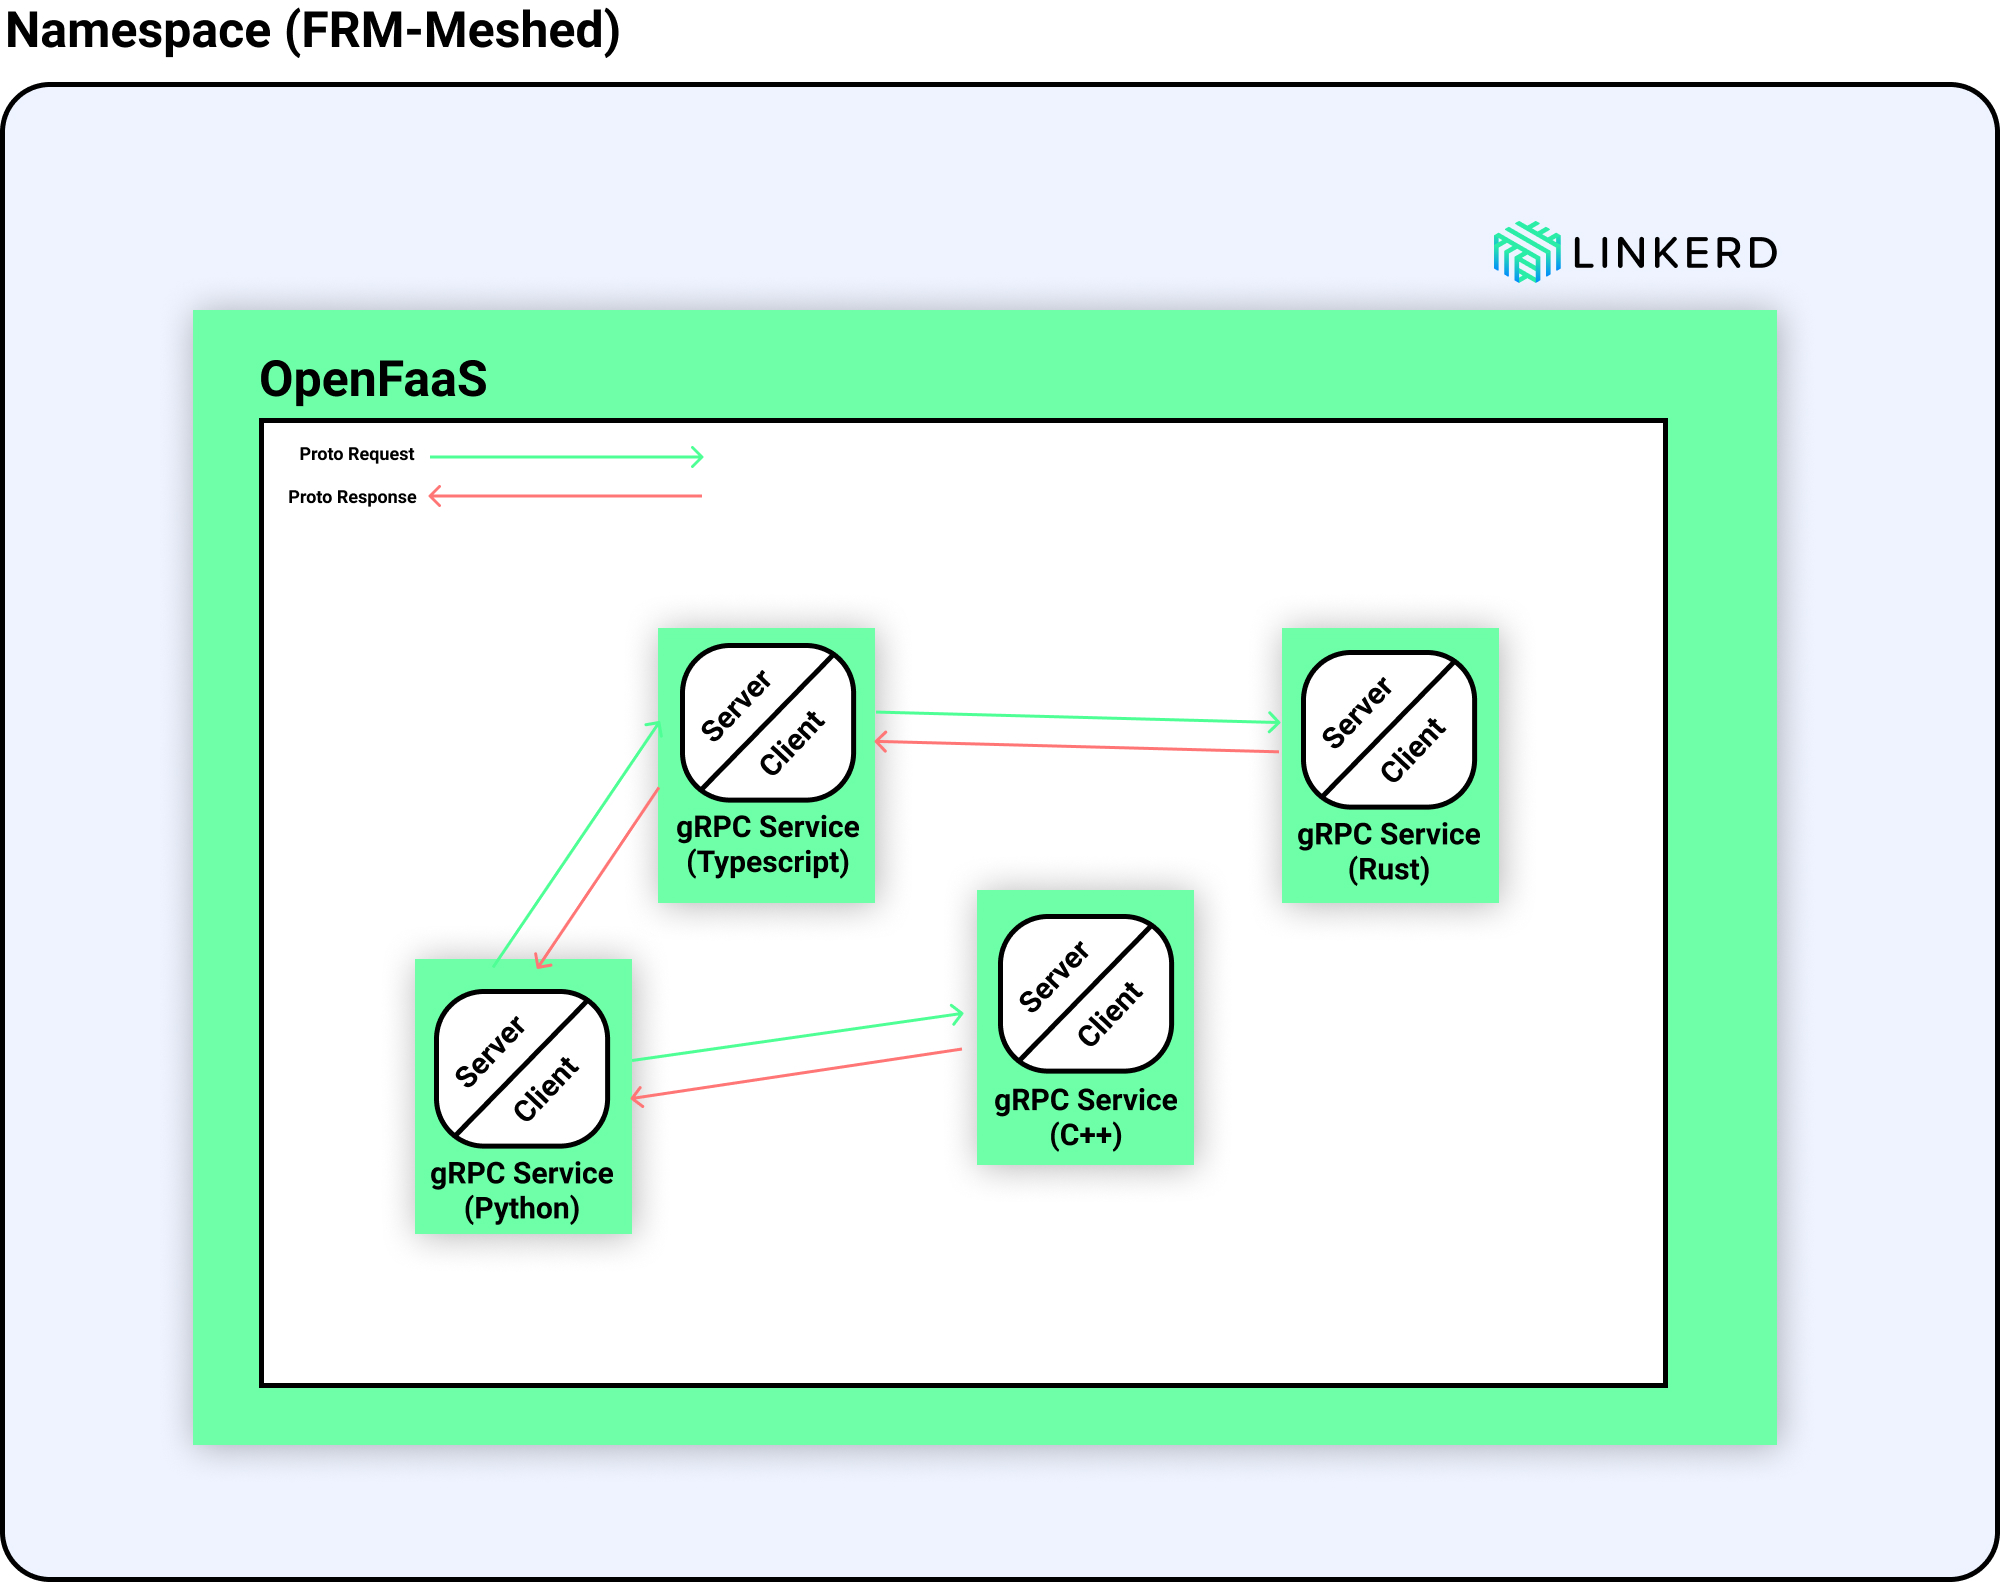 Namespace (FRM-Meshed)
LINKERD
OpenFaaS
Proto Request
Proto Response
Server
Client
gRPC Service
(Typescript)
Server
Client
gRPC Service
(Rust)
Server
Client
gRPC Service
(C++)
Server
Client
gRPC Service
(Python)